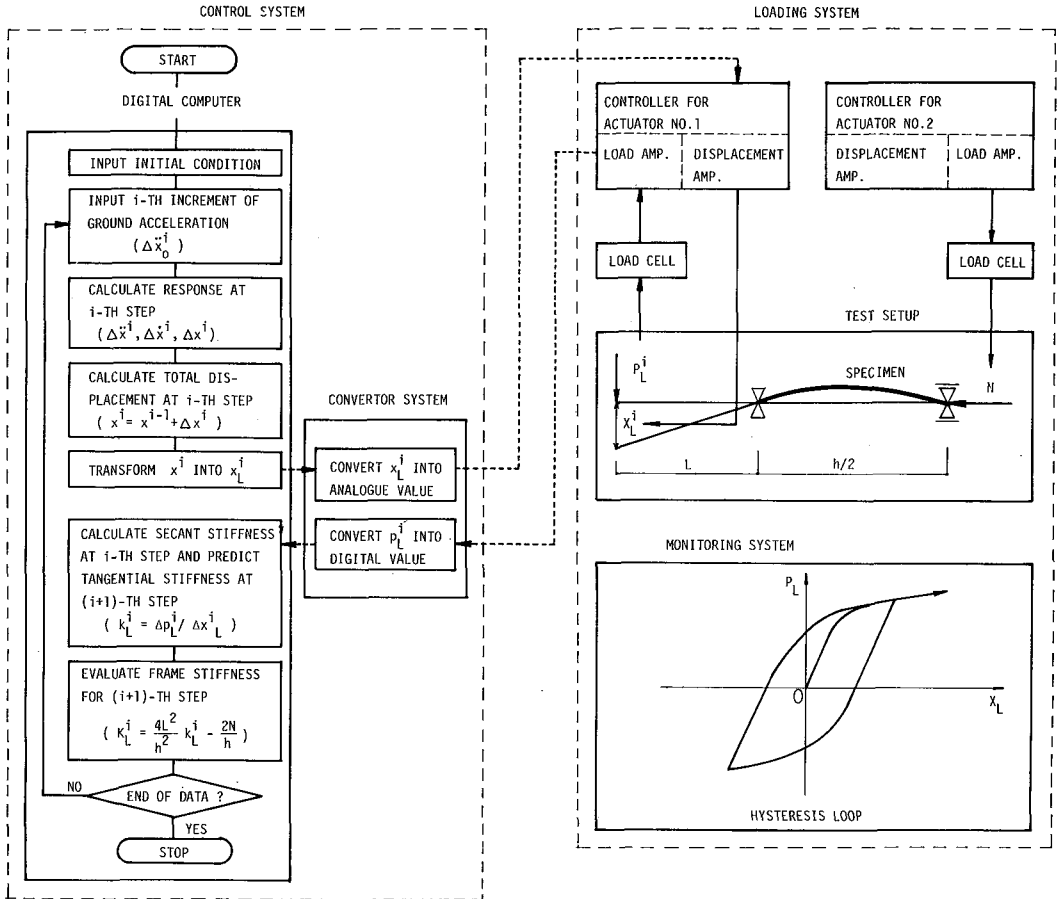 CONTROL SYSTEM
START
DIGITAL COMPUTER
INPUT INITIAL CONDITION
INPUT i-TH INCREMENT OF
GROUND ACCELERATION
( Δẍ₀ⁱ )
CALCULATE RESPONSE AT
i-TH STEP
( Δẍⁱ, Δẋⁱ, Δxⁱ)
CALCULATE TOTAL DIS-
PLACEMENT AT i-TH STEP
( xⁱ = xⁱ⁻¹+Δxⁱ )
TRANSFORM xⁱ INTO x_Lⁱ
CALCULATE SECANT STIFFNESS
AT i-TH STEP AND PREDICT
TANGENTIAL STIFFNESS AT
(i+1)-TH STEP
( k_Lⁱ = Δp_Lⁱ/ Δxⁱ_L )
EVALUATE FRAME STIFFNESS
FOR (i+1)-TH STEP
( K_Lⁱ = 4L²/h² k_Lⁱ - 2N/h )
NO
END OF DATA ?
YES
STOP
CONVERTOR SYSTEM
CONVERT x_Lⁱ INTO
ANALOGUE VALUE
CONVERT p_Lⁱ INTO
DIGITAL VALUE
LOADING SYSTEM
CONTROLLER FOR
ACTUATOR NO.1
LOAD AMP.
DISPLACEMENT
AMP.
CONTROLLER FOR
ACTUATOR NO.2
DISPLACEMENT
AMP.
LOAD AMP.
LOAD CELL
LOAD CELL
TEST SETUP
P_Lⁱ
SPECIMEN
N
X_Lⁱ
L
h/2
MONITORING SYSTEM
P_L
O
X_L
HYSTERESIS LOOP